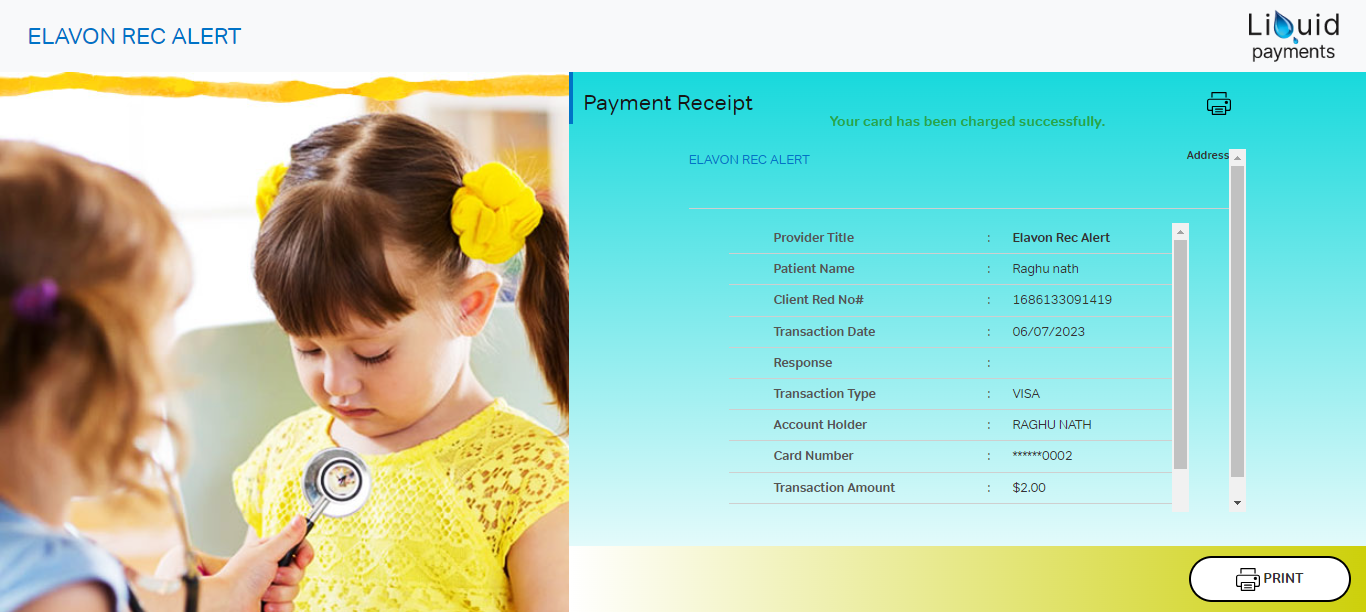 ELAVON REC ALERT
Liquid
payments
Payment Receipt
Your card has been charged successfully.
ELAVON REC ALERT
Address
Provider Title : Elavon Rec Alert
Patient Name : Raghu nath
Client Red No# : 1686133091419
Transaction Date : 06/07/2023
Response :
Transaction Type : VISA
Account Holder : RAGHU NATH
Card Number : ******0002
Transaction Amount : $2.00
PRINT